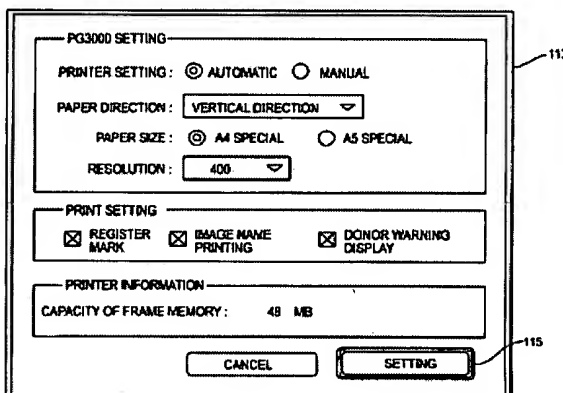 PG3000 SETTING
PRINTER SETTING : AUTOMATIC MANUAL
PAPER DIRECTION : VERTICAL DIRECTION
PAPER SIZE : A4 SPECIAL A5 SPECIAL
RESOLUTION : 400
PRINT SETTING
REGISTER MARK IMAGE NAME PRINTING DONOR WARNING DISPLAY
PRINTER INFORMATION
CAPACITY OF FRAME MEMORY : 48 MB
CANCEL SETTING
115